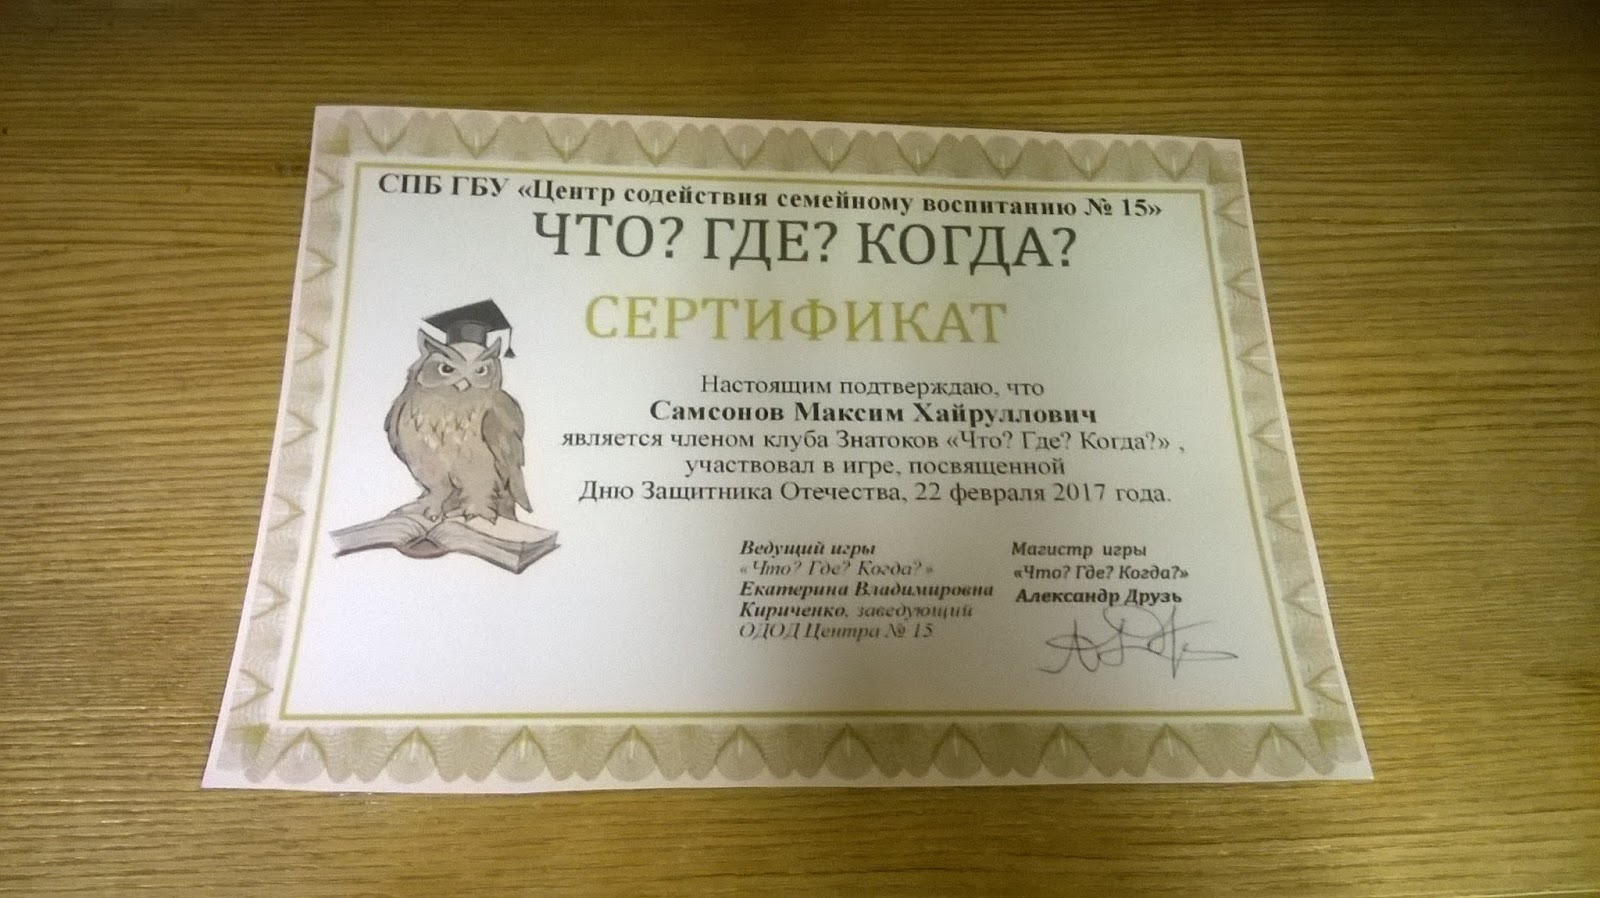 СПБ ГБУ «Центр содействия семейному воспитанию № 15»
ЧТО? ГДЕ? КОГДА?
СЕРТИФИКАТ
Настоящим подтверждаю, что
Самсонов Максим Хайруллович
является членом клуба Знатоков «Что? Где? Когда?» ,
участвовал в игре, посвященной
Дню Защитника Отечества, 22 февраля 2017 года.
Ведущий игры
«Что? Где? Когда?»
Екатерина Владимировна
Кириченко, заведующий
ОДОД Центра № 15
Магистр игры
«Что? Где? Когда?»
Александр Друзь